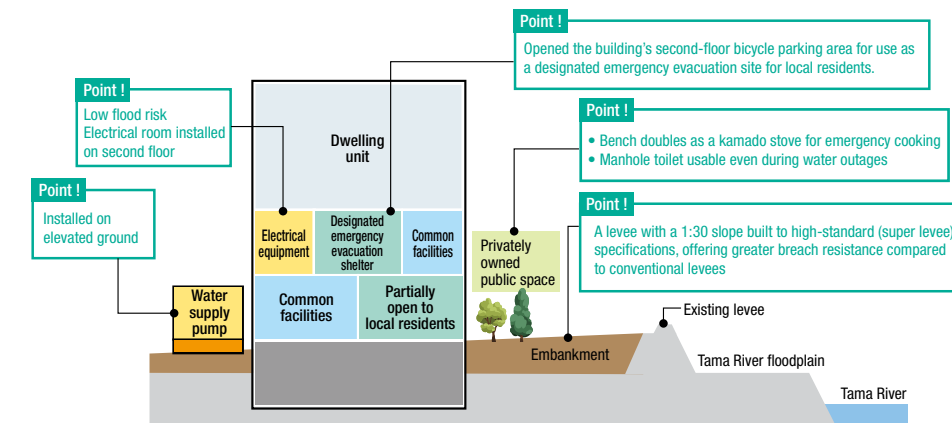 Point !
Opened the building's second-floor bicycle parking area for use as
a designated emergency evacuation site for local residents.
Point !
Low flood risk
Electrical room installed
on second floor
Point !
• Bench doubles as a kamado stove for emergency cooking
• Manhole toilet usable even during water outages
Point !
Installed on
elevated ground
Point !
A levee with a 1:30 slope built to high-standard (super levee)
specifications, offering greater breach resistance compared
to conventional levees
Dwelling
unit
Electrical
equipment
Designated
emergency
evacuation
shelter
Common
facilities
Privately
owned
public space
Water
supply
pump
Common
facilities
Partially
open to
local residents
Existing levee
Embankment
Tama River floodplain
Tama River